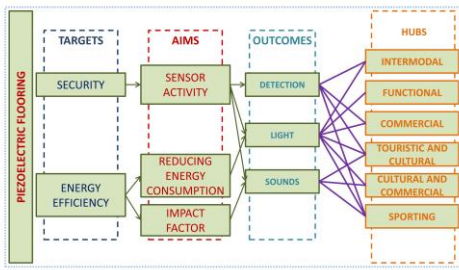 PIEZOELECTRIC FLOORING
TARGETS
SECURITY
ENERGY
EFFICIENCY
AIMS
SENSOR
ACTIVITY
REDUCING
ENERGY
CONSUMPTION
IMPACT
FACTOR
OUTCOMES
DETECTION
LIGHT
SOUNDS
HUBS
INTERMODAL
FUNCTIONAL
COMMERCIAL
TOURISTIC AND
CULTURAL
CULTURAL AND
COMMERCIAL
SPORTING